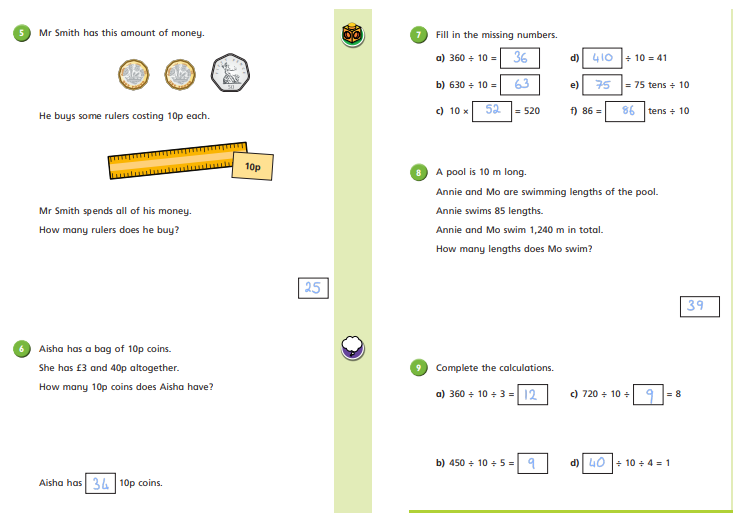 5 Mr Smith has this amount of money.
50
He buys some rulers costing 10p each.
10p
Mr Smith spends all of his money.
How many rulers does he buy?
25
6 Aisha has a bag of 10p coins.
She has £3 and 40p altogether.
How many 10p coins does Aisha have?
Aisha has 34 10p coins.
7 Fill in the missing numbers.
a) 360 ÷ 10 = 36
d) 410 ÷ 10 = 41
b) 630 ÷ 10 = 63
e) 75 = 75 tens ÷ 10
c) 10 × 52 = 520
f) 86 = 86 tens ÷ 10
8 A pool is 10 m long.
Annie and Mo are swimming lengths of the pool.
Annie swims 85 lengths.
Annie and Mo swim 1,240 m in total.
How many lengths does Mo swim?
39
9 Complete the calculations.
a) 360 ÷ 10 ÷ 3 = 12
c) 720 ÷ 10 ÷ 9 = 8
b) 450 ÷ 10 ÷ 5 = 9
d) 40 ÷ 10 ÷ 4 = 1